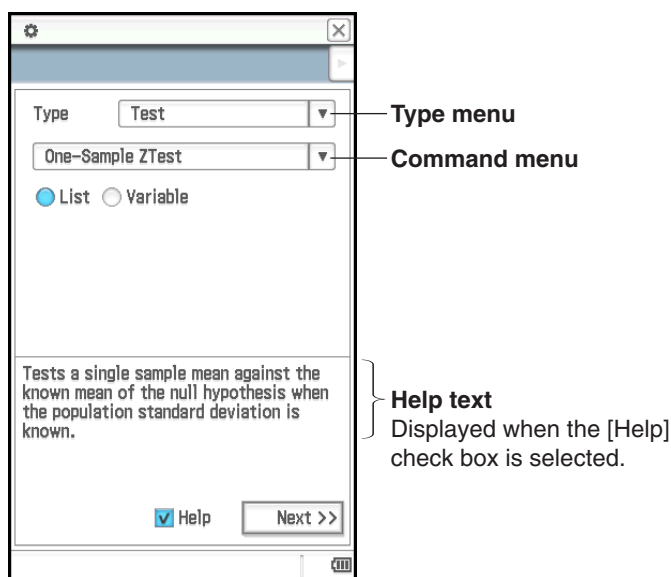 Type Test
Type menu
One-Sample ZTest
Command menu
List Variable
Tests a single sample mean against the
known mean of the null hypothesis when
the population standard deviation is
known.
Help text
Displayed when the [Help]
check box is selected.
Help Next >>